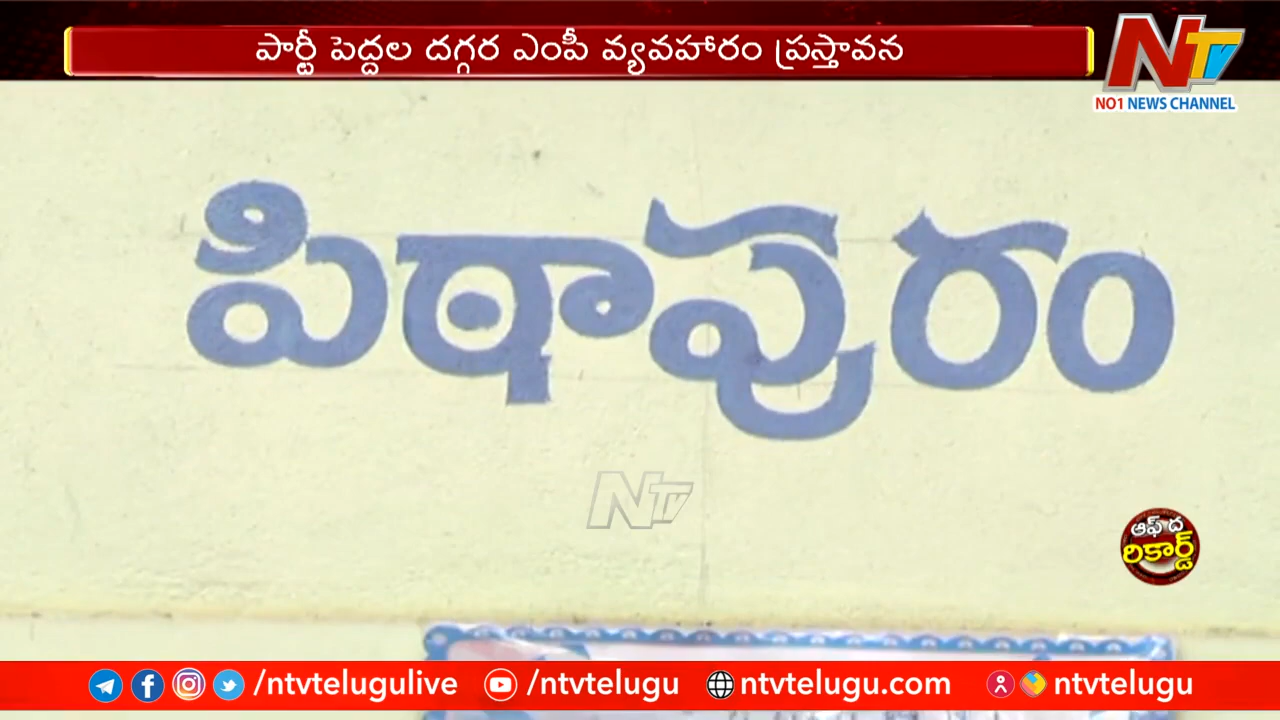 పార్టీ పెద్దల దగ్గర ఎంపీ వ్యవహారం ప్రస్తావన
NTV
NO1 NEWS CHANNEL
పిఠాపురం
NTV
ఆఫ్ ద
రికార్డ్
/ntvtelugulive /ntvtelugu ntvtelugu.com ntvtelugu